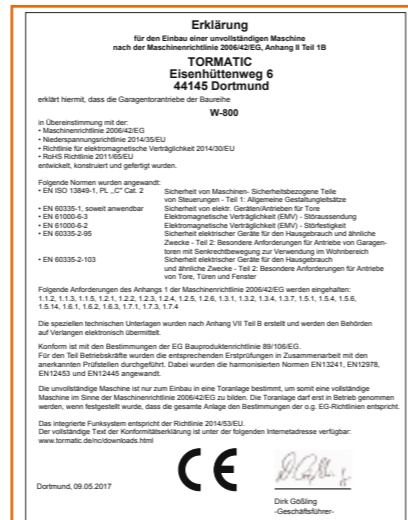 Erklärung
für den Einbau einer unvollständigen Maschine
nach der Maschinenrichtlinie 2006/42/EG, Anhang II Teil 1B
TORMATIC
Eisenhüttenweg 6
44145 Dortmund
erklärt hiermit, dass die Garagentorantriebe der Baureihe
W-800
in Übereinstimmung mit der:
• Maschinenrichtlinie 2006/42/EG
• Niederspannungsrichtlinie 2014/35/EU
• Richtlinie für elektromagnetische Verträglichkeit 2014/30/EU
• RoHS Richtlinie 2011/65/EU
entwickelt, konstruiert und gefertigt wurden.
Folgende Normen wurden angewandt:
• EN ISO 13849-1, PL „C" Cat. 2 Sicherheit von Maschinen- Sicherheitsbezogene Teile
von Steuerungen - Teil 1: Allgemeine Gestaltungleitsätze
• EN 60335-1, soweit anwendbar Sicherheit von elektr. Geräten/Antrieben für Tore
• EN 61000-6-3 Elektromagnetische Verträglichkeit (EMV) - Störaussendung
• EN 61000-6-2 Elektromagnetische Verträglichkeit (EMV) - Störfestigkeit
• EN 60335-2-95 Sicherheit elektrischer Geräte für den Hausgebrauch und ähnliche
Zwecke - Teil 2: Besondere Anforderungen für Antriebe von Garagen-
toren mit Senkrechtbewegung zur Verwendung im Wohnbereich
• EN 60335-2-103 Sicherheit elektrischer Geräte für den Hausgebrauch
und ähnliche Zwecke - Teil 2: Besondere Anforderungen für Antriebe
von Tore, Türen und Fenster
Folgende Anforderungen des Anhangs 1 der Maschinenrichtlinie 2006/42/EG werden eingehalten:
1.1.2, 1.1.3, 1.1.5, 1.2.1, 1.2.2, 1.2.3, 1.2.4, 1.2.5, 1.2.6, 1.3.1, 1.3.2, 1.3.4, 1.3.7, 1.5.1, 1.5.4, 1.5.6,
1.5.14, 1.6.1, 1.6.2, 1.6.3, 1.7.1, 1.7.3, 1.7.4
Die speziellen technischen Unterlagen wurden nach Anghang VII Teil B erstellt und werden den Behörden
auf Verlangen elektronisch übermittelt.
Konform ist mit den Bestimmungen der EG Bauproduktenrichtlinie 89/106/EG.
Für den Teil Betriebskräfte wurden die entsprechenden Erstprüfungen in Zusammenarbeit mit den
anerkannten Prüfstellen durchgeführt. Dabei wurden die harmonisierten Normen EN13241, EN12978,
EN12453 und EN12445 angewandt.
Die unvollständige Maschine ist nur zum Einbau in eine Toranlage bestimmt, um somit eine vollständige
Maschine im Sinne der Maschinenrichtlinie 2006/42/EG zu bilden. Die Toranlage darf erst in Betrieb genommen
werden, wenn festgestellt wurde, dass die gesamte Anlage den Bestimmungen der o.g. EG-Richtlinien entspricht.
Das integrierte Funksystem entspricht der Richtlinie 2014/53/EU.
Der vollständige Text der Konformitätserklärung ist unter der folgenden Internetadresse verfügbar:
www.tormatic.de/nc/downloads.html
CE
Dortmund, 09.05.2017
Dirk Gößling
-Geschäftsführer-